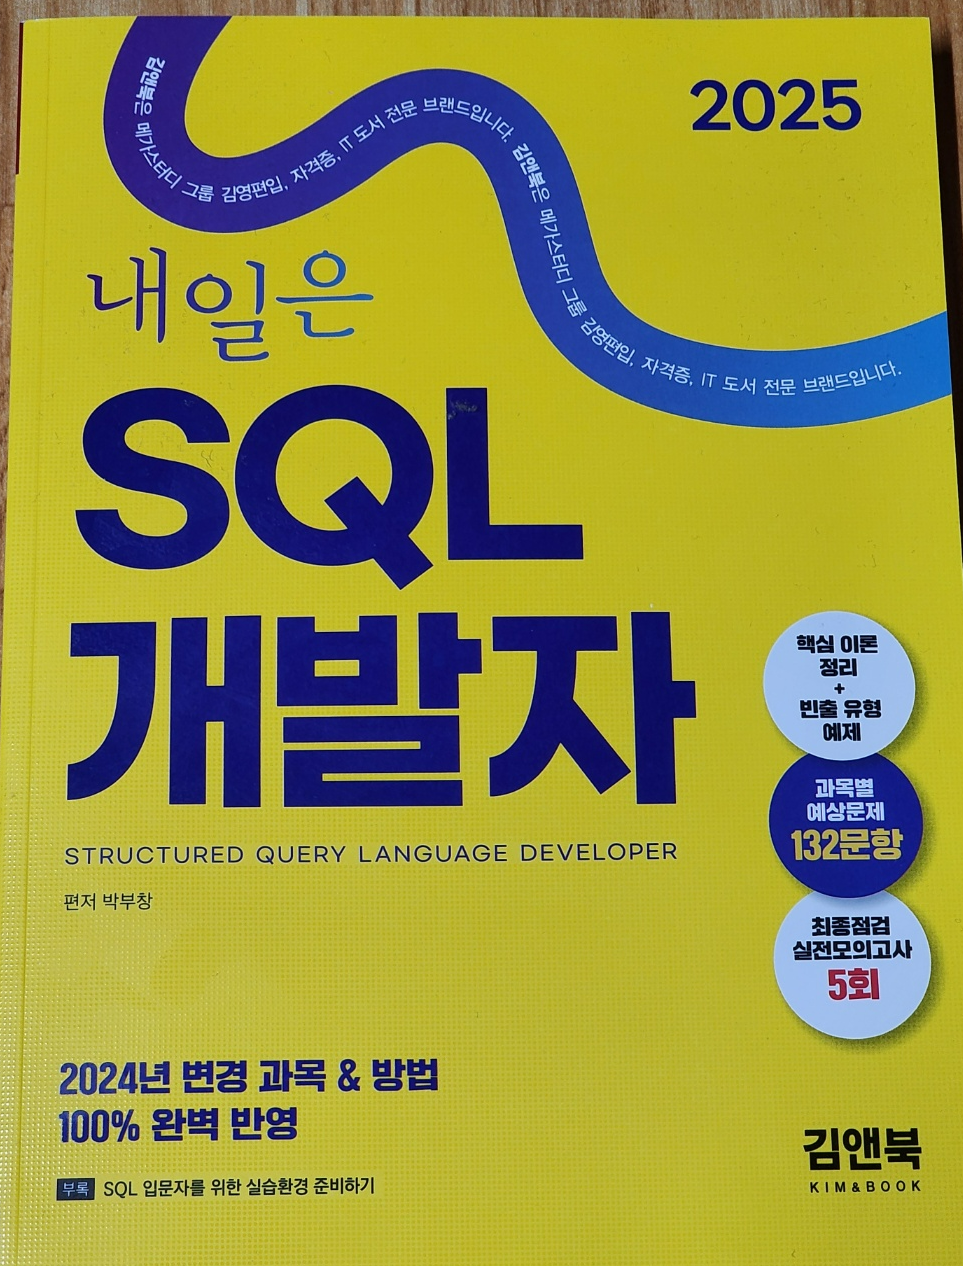 김앤북은 메가스터디 그룹 김영편입, 자격증, IT 도서 전문 브랜드입니다. 김앤북은 메가스터디 그룹 김영편입, 자격증, IT 도서 전문 브랜드입니다.
2025
내일은
SQL
개발자
STRUCTURED QUERY LANGUAGE DEVELOPER
편저 박부창
핵심 이론
정리
+
빈출 유형
예제
과목별
예상문제
132문항
최종점검
실전모의고사
5회
2024년 변경 과목 & 방법
100% 완벽 반영
부록 SQL 입문자를 위한 실습환경 준비하기
김앤북
KIM&BOOK